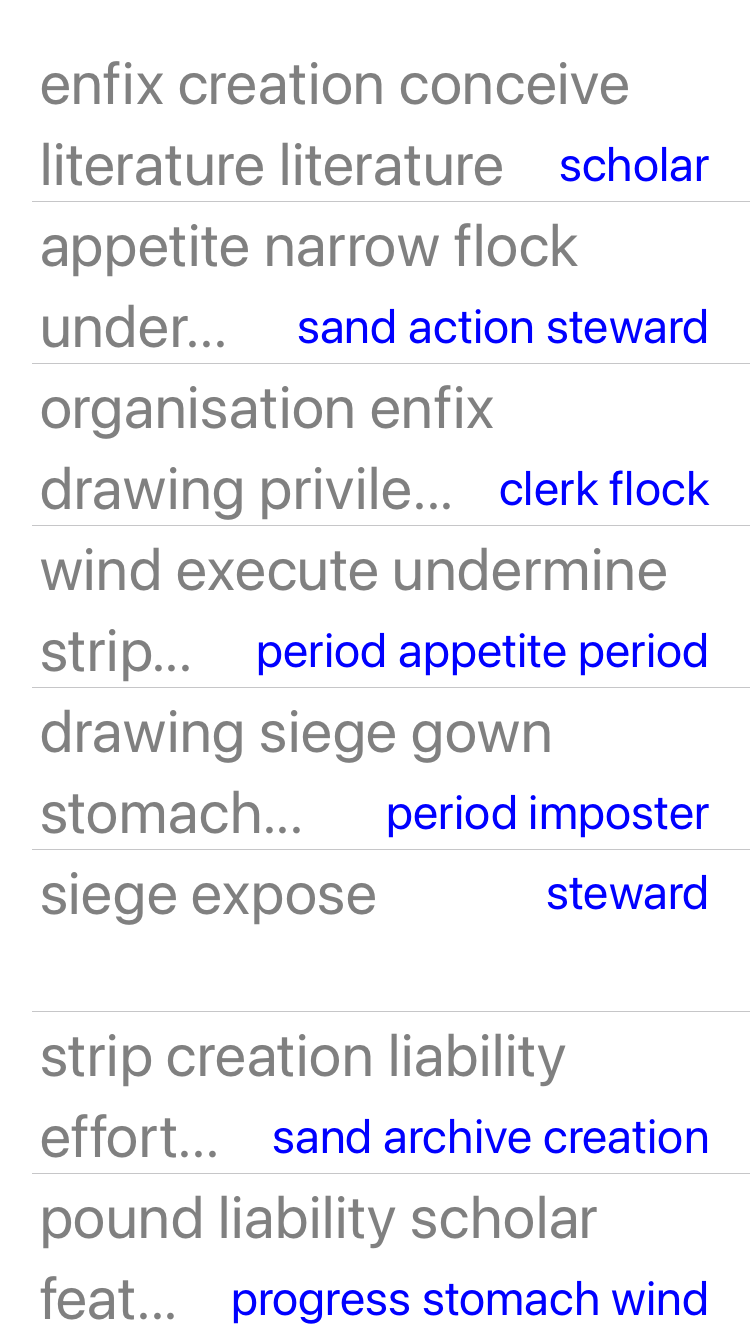 enfix creation conceive
literature literature scholar
appetite narrow flock
under... sand action steward
organisation enfix
drawing privile... clerk flock
wind execute undermine
strip... period appetite period
drawing siege gown
stomach... period imposter
siege expose steward
strip creation liability
effort... sand archive creation
pound liability scholar
feat... progress stomach wind